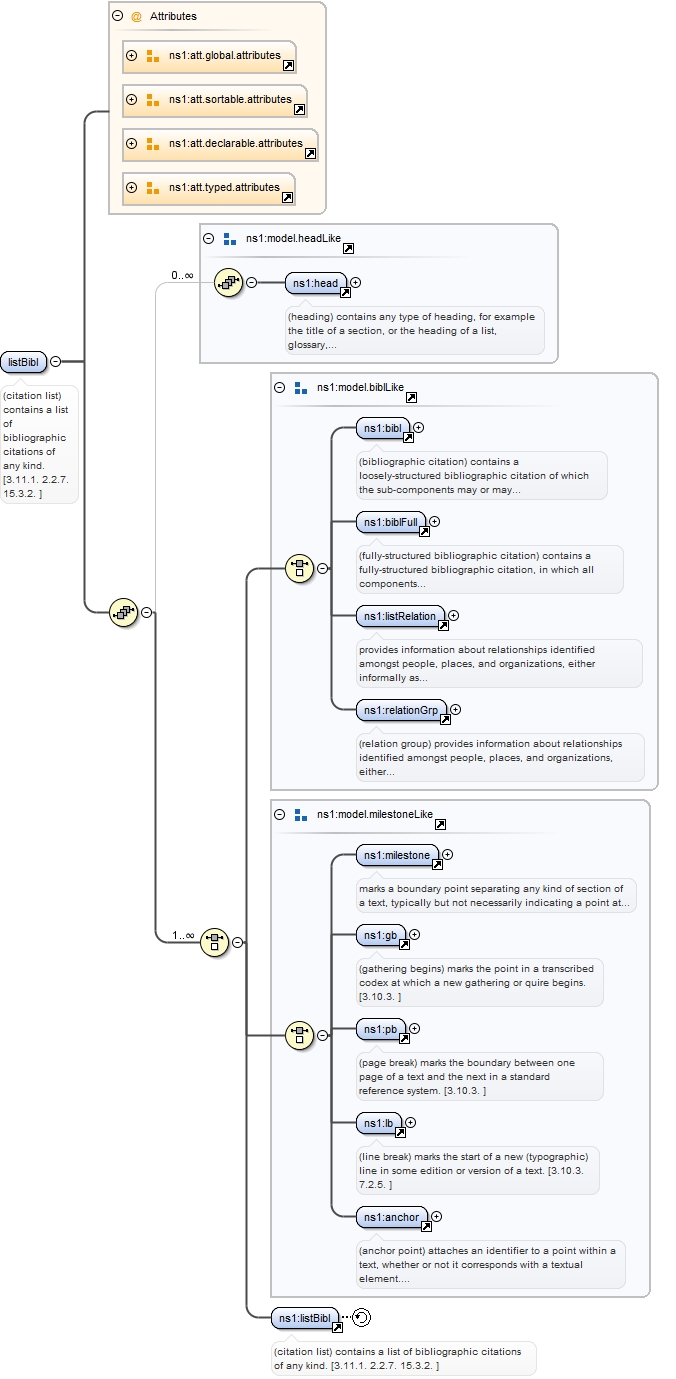 Attributes
ns1:att.global.attributes
ns1:att.sortable.attributes
ns1:att.declarable.attributes
ns1:att.typed.attributes
ns1:model.headLike
0..∞
ns1:head
(heading) contains any type of heading, for example
the title of a section, or the heading of a list,
glossary,...
listBibl
(citation list)
contains a list
of
bibliographic
citations of
any kind.
[3.11.1. 2.2.7.
15.3.2. ]
ns1:model.biblLike
ns1:bibl
(bibliographic citation) contains a
loosely-structured bibliographic citation of which
the sub-components may or may...
ns1:biblFull
(fully-structured bibliographic citation) contains a
fully-structured bibliographic citation, in which all
components...
ns1:listRelation
provides information about relationships identified
amongst people, places, and organizations, either
informally as...
ns1:relationGrp
(relation group) provides information about relationships
identified amongst people, places, and organizations,
either...
ns1:model.milestoneLike
ns1:milestone
marks a boundary point separating any kind of section of
a text, typically but not necessarily indicating a point at...
1..∞
ns1:gb
(gathering begins) marks the point in a transcribed
codex at which a new gathering or quire begins.
[3.10.3. ]
ns1:pb
(page break) marks the boundary between one
page of a text and the next in a standard
reference system. [3.10.3. ]
ns1:lb
(line break) marks the start of a new (typographic)
line in some edition or version of a text. [3.10.3.
7.2.5. ]
ns1:anchor
(anchor point) attaches an identifier to a point within a
text, whether or not it corresponds with a textual
element....
ns1:listBibl
(citation list) contains a list of bibliographic citations
of any kind. [3.11.1. 2.2.7. 15.3.2. ]